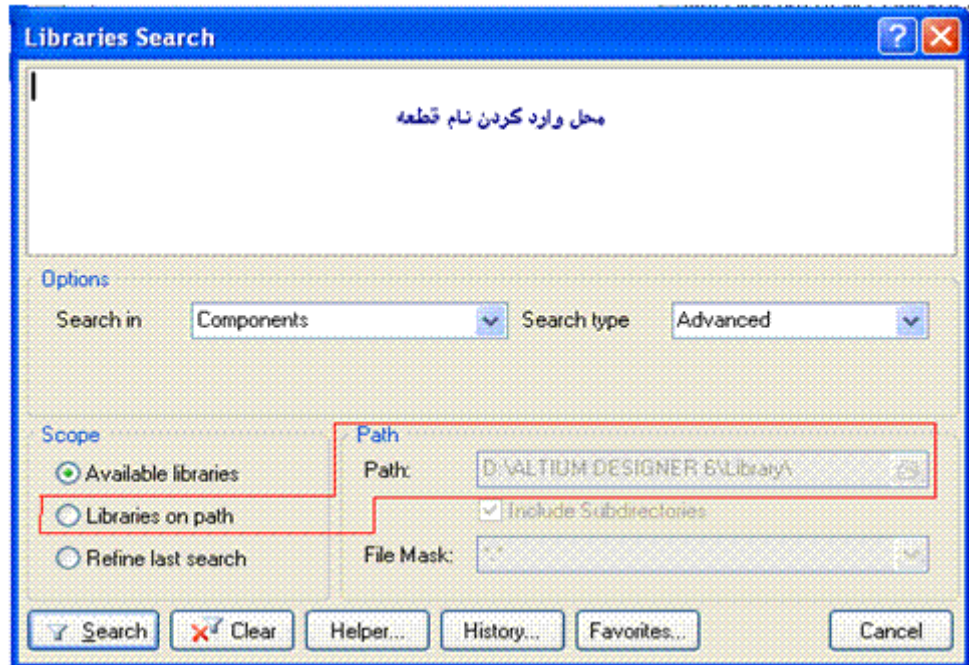 Libraries Search
محل وارد کردن نام قطعه
Options
Search in Components Search type Advanced
Scope Path
Available libraries Path: D:\ALTIUM DESIGNER 6\Library\
Libraries on path Include Subdirectories
Refine last search File Mask: *.*
Search Clear Helper... History... Favorites... Cancel